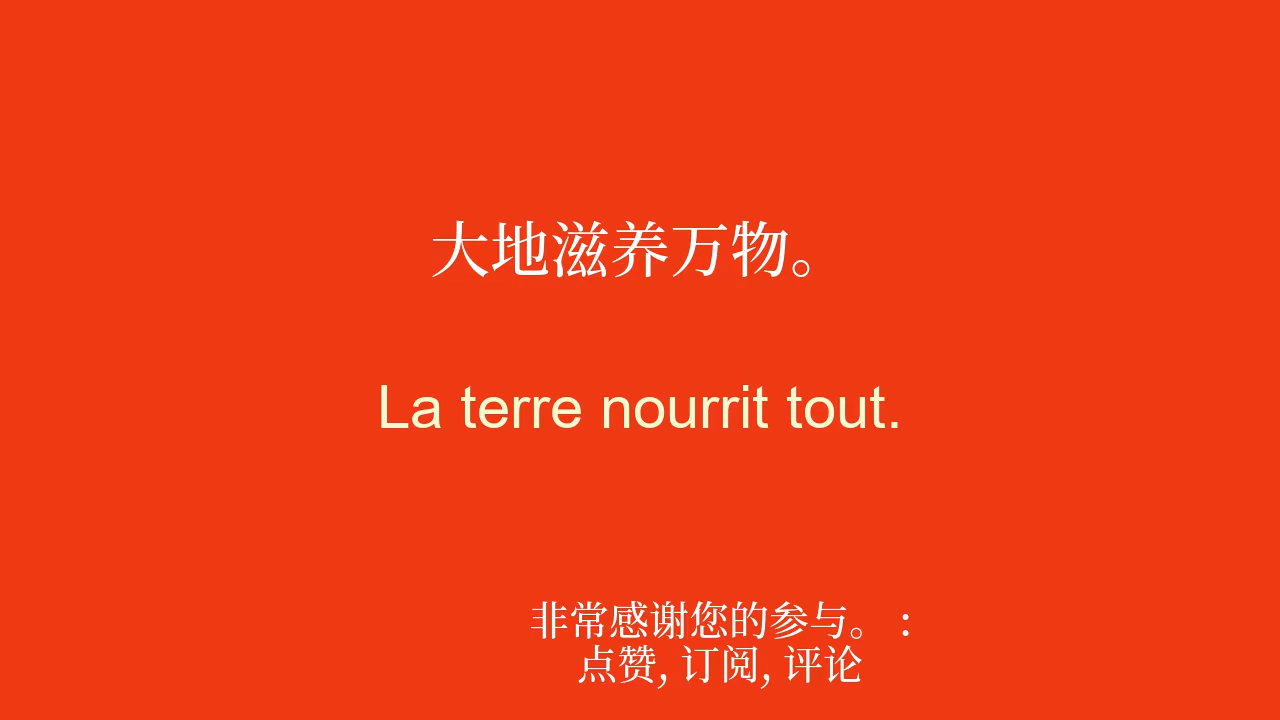 大地滋养万物。
La terre nourrit tout.
非常感谢您的参与。 :
点赞, 订阅, 评论